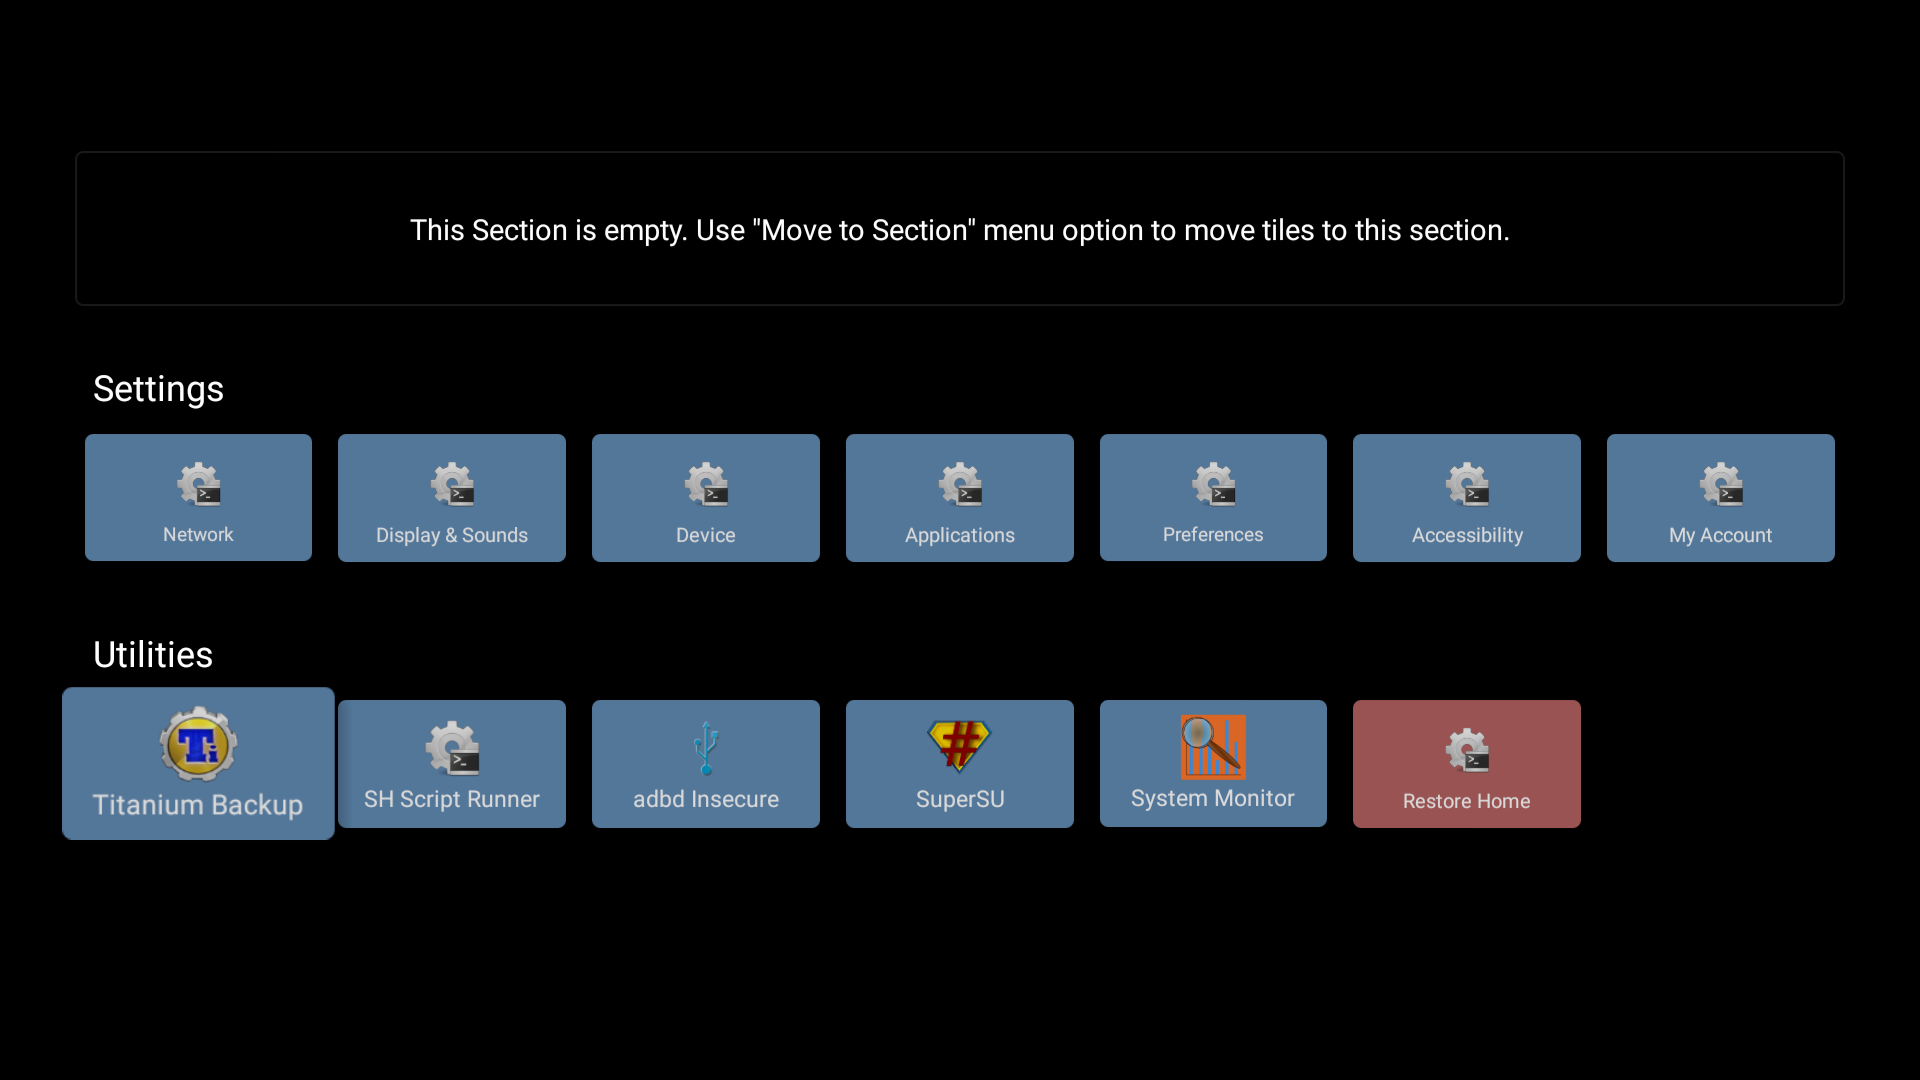 This Section is empty. Use "Move to Section" menu option to move tiles to this section.
Settings
Network
Display & Sounds
Device
Applications
Preferences
Accessibility
My Account
Utilities
Titanium Backup
SH Script Runner
adbd Insecure
SuperSU
System Monitor
Restore Home